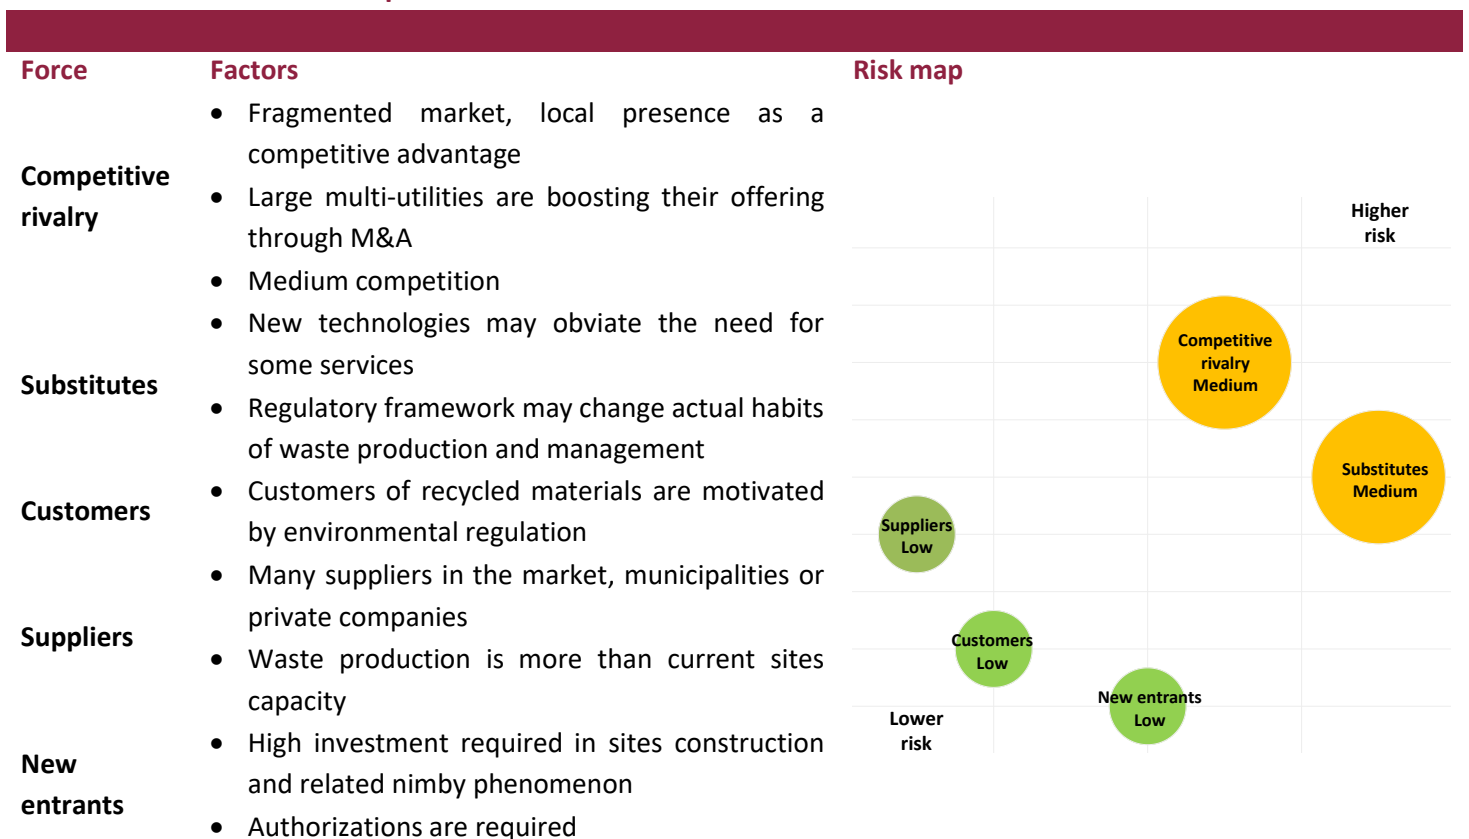 Force
Factors
Risk map
Competitive
rivalry
• Fragmented market, local presence as a
competitive advantage
• Large multi-utilities are boosting their offering
through M&A
• Medium competition
Substitutes
• New technologies may obviate the need for
some services
• Regulatory framework may change actual habits
of waste production and management
Customers
• Customers of recycled materials are motivated
by environmental regulation
Suppliers
• Many suppliers in the market, municipalities or
private companies
• Waste production is more than current sites
capacity
New
entrants
• High investment required in sites construction
and related nimby phenomenon
• Authorizations are required
Higher
risk
Competitive
rivalry
Medium
Substitutes
Medium
Suppliers
Low
Customers
Low
New entrants
Low
Lower
risk